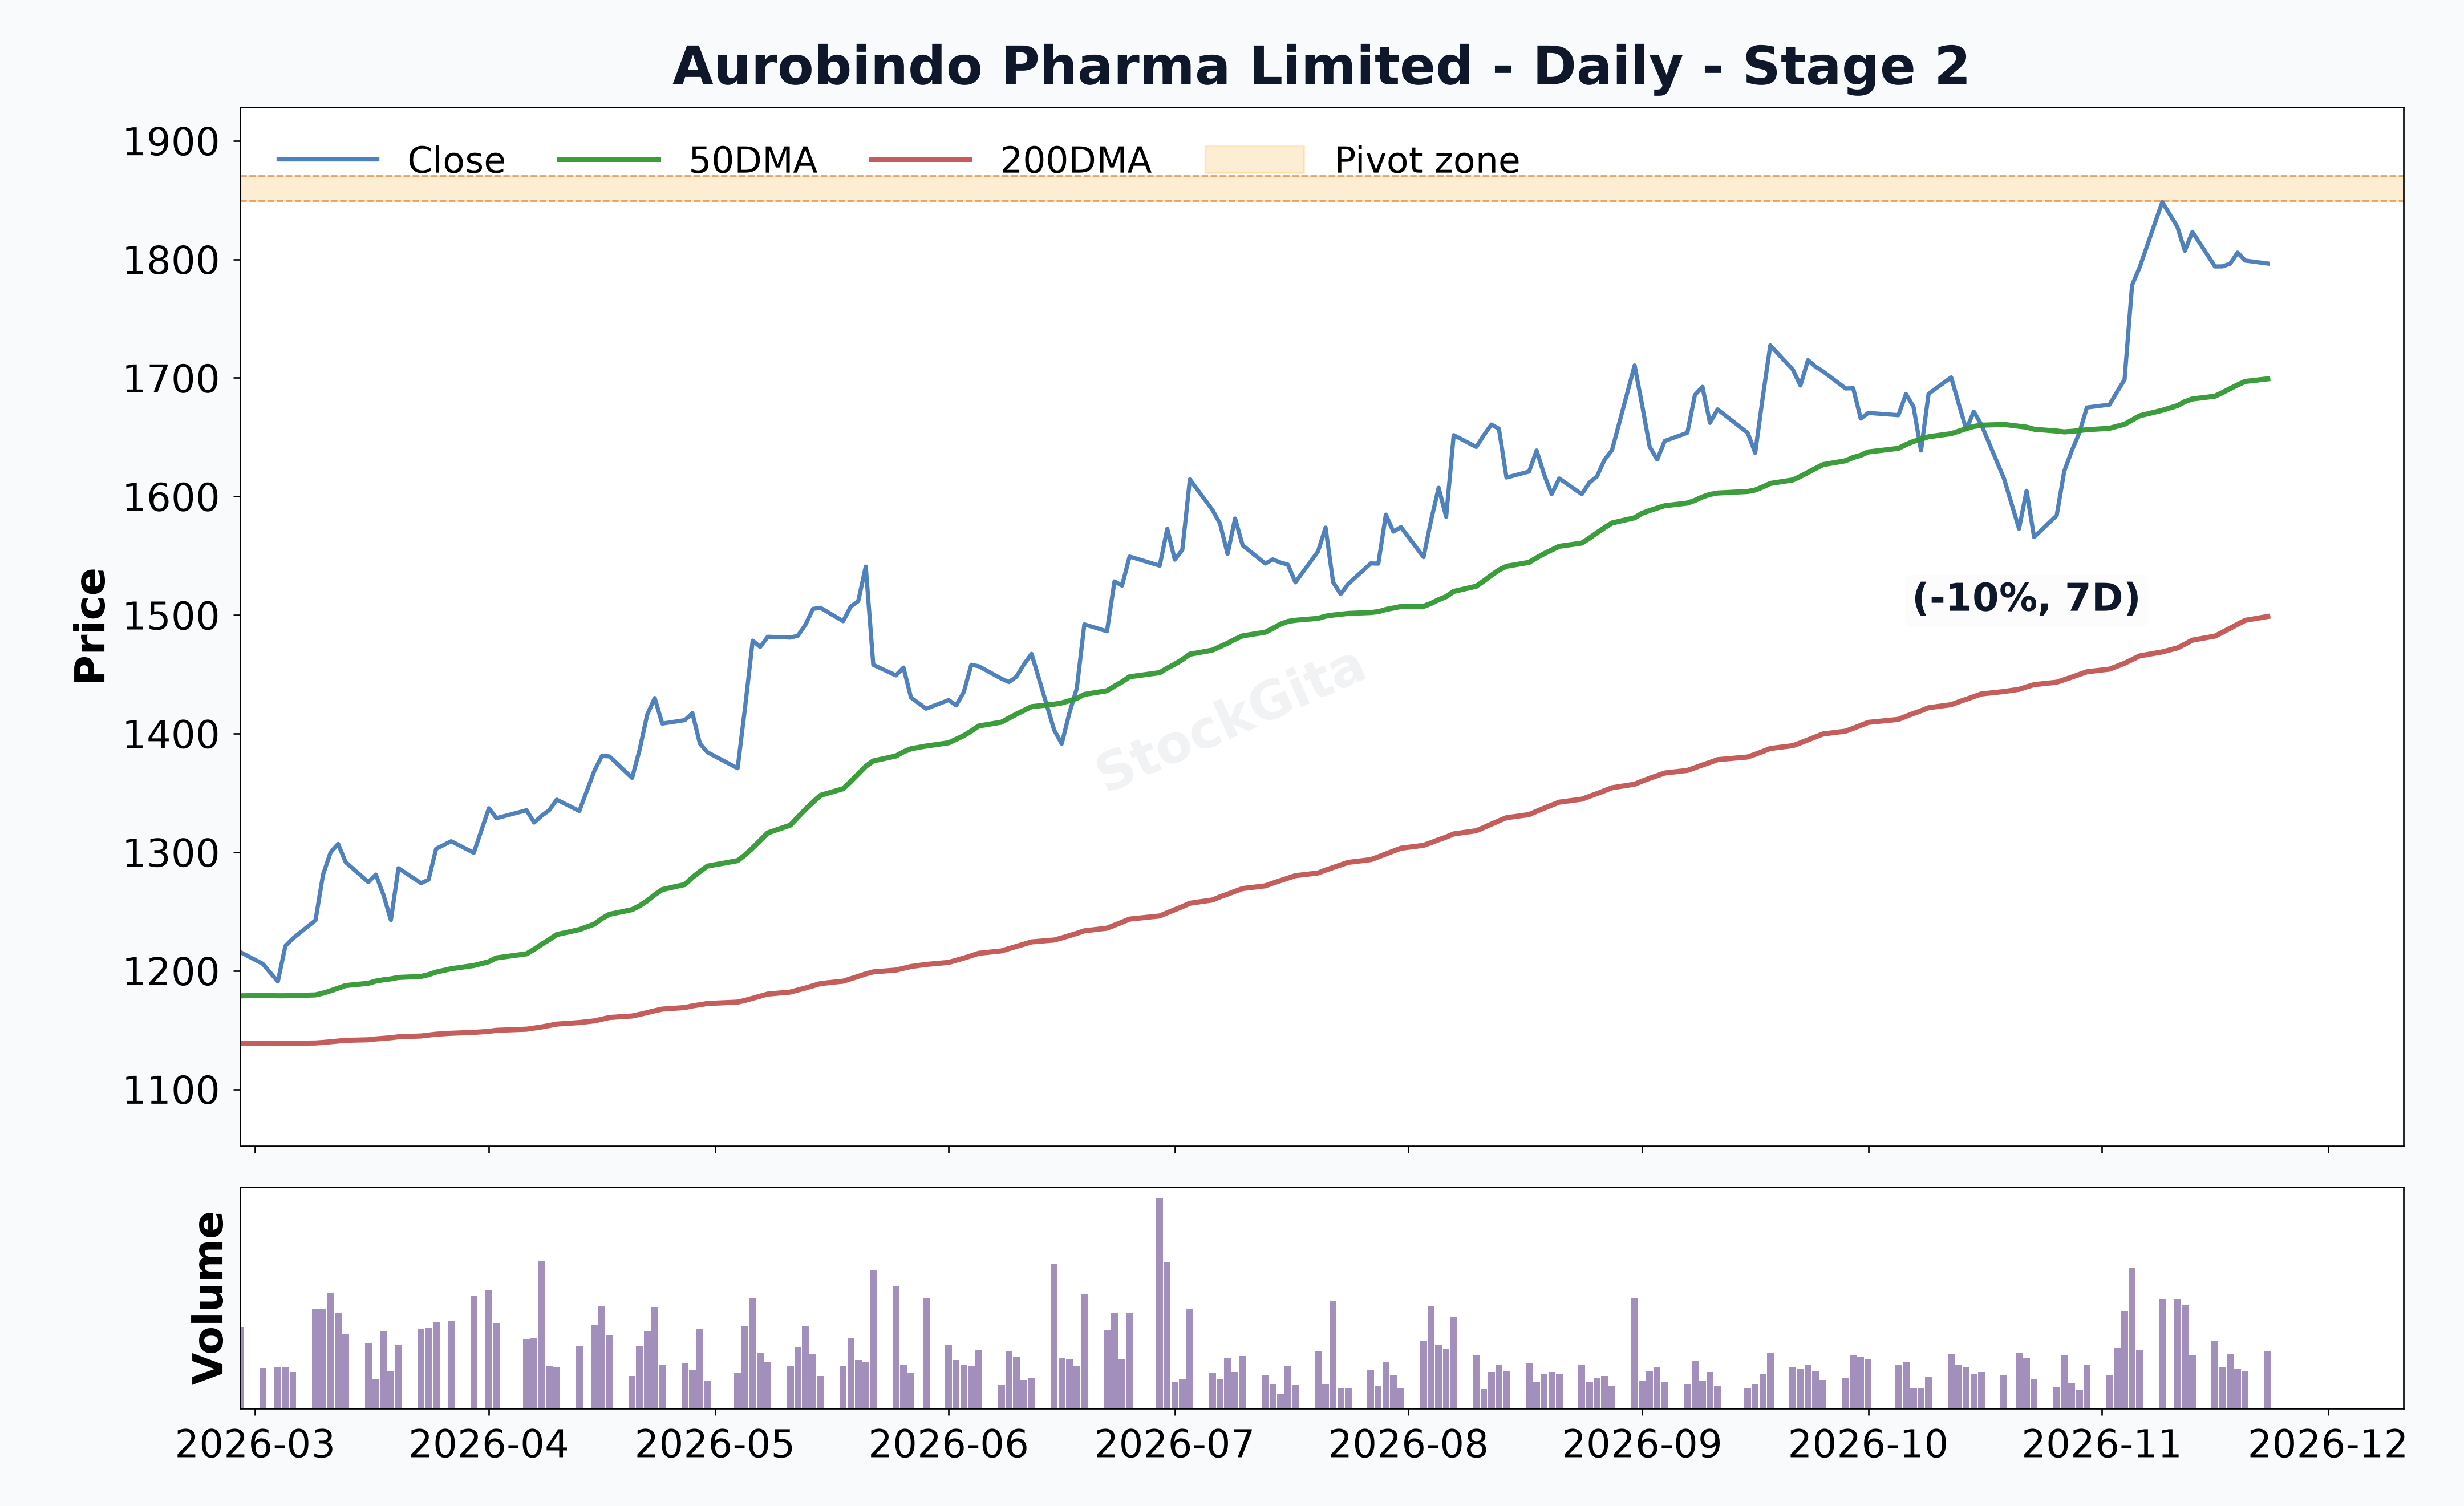 Aurobindo Pharma Limited - Daily - Stage 2
Close 50DMA 200DMA Pivot zone
Price
1900
1800
1700
1600
1500
1400
1300
1200
1100
(-10%, 7D)
StockGita
Volume
2026-03 2026-04 2026-05 2026-06 2026-07 2026-08 2026-09 2026-10 2026-11 2026-12